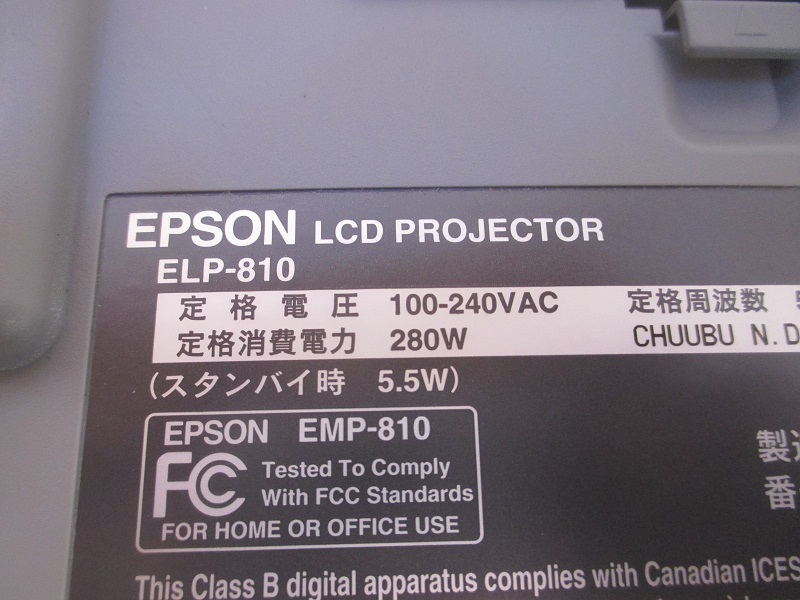 EPSON LCD PROJECTOR
ELP-810
定格電圧 100-240VAC 定格周波数
定格消費電力 280W CHUUBU N.D
(スタンバイ時 5.5W)
EPSON EMP-810
FC Tested To Comply
With FCC Standards
FOR HOME OR OFFICE USE
製造
番
This Class B digital apparatus complies with Canadian ICES